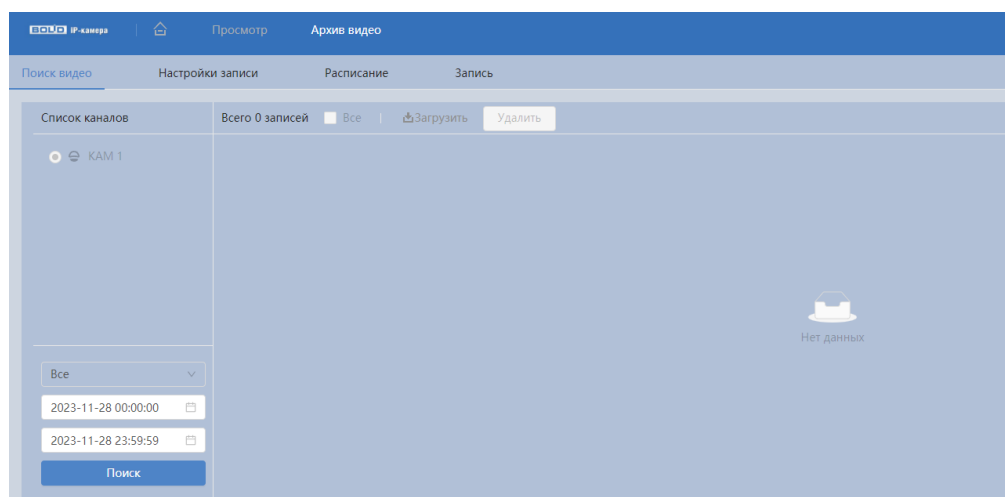 BOLID IP-камера Просмотр Архив видео
Поиск видео Настройки записи Расписание Запись
Список каналов Всего 0 записей Все Загрузить Удалить
КАМ 1
Нет данных
Все
2023-11-28 00:00:00
2023-11-28 23:59:59
Поиск